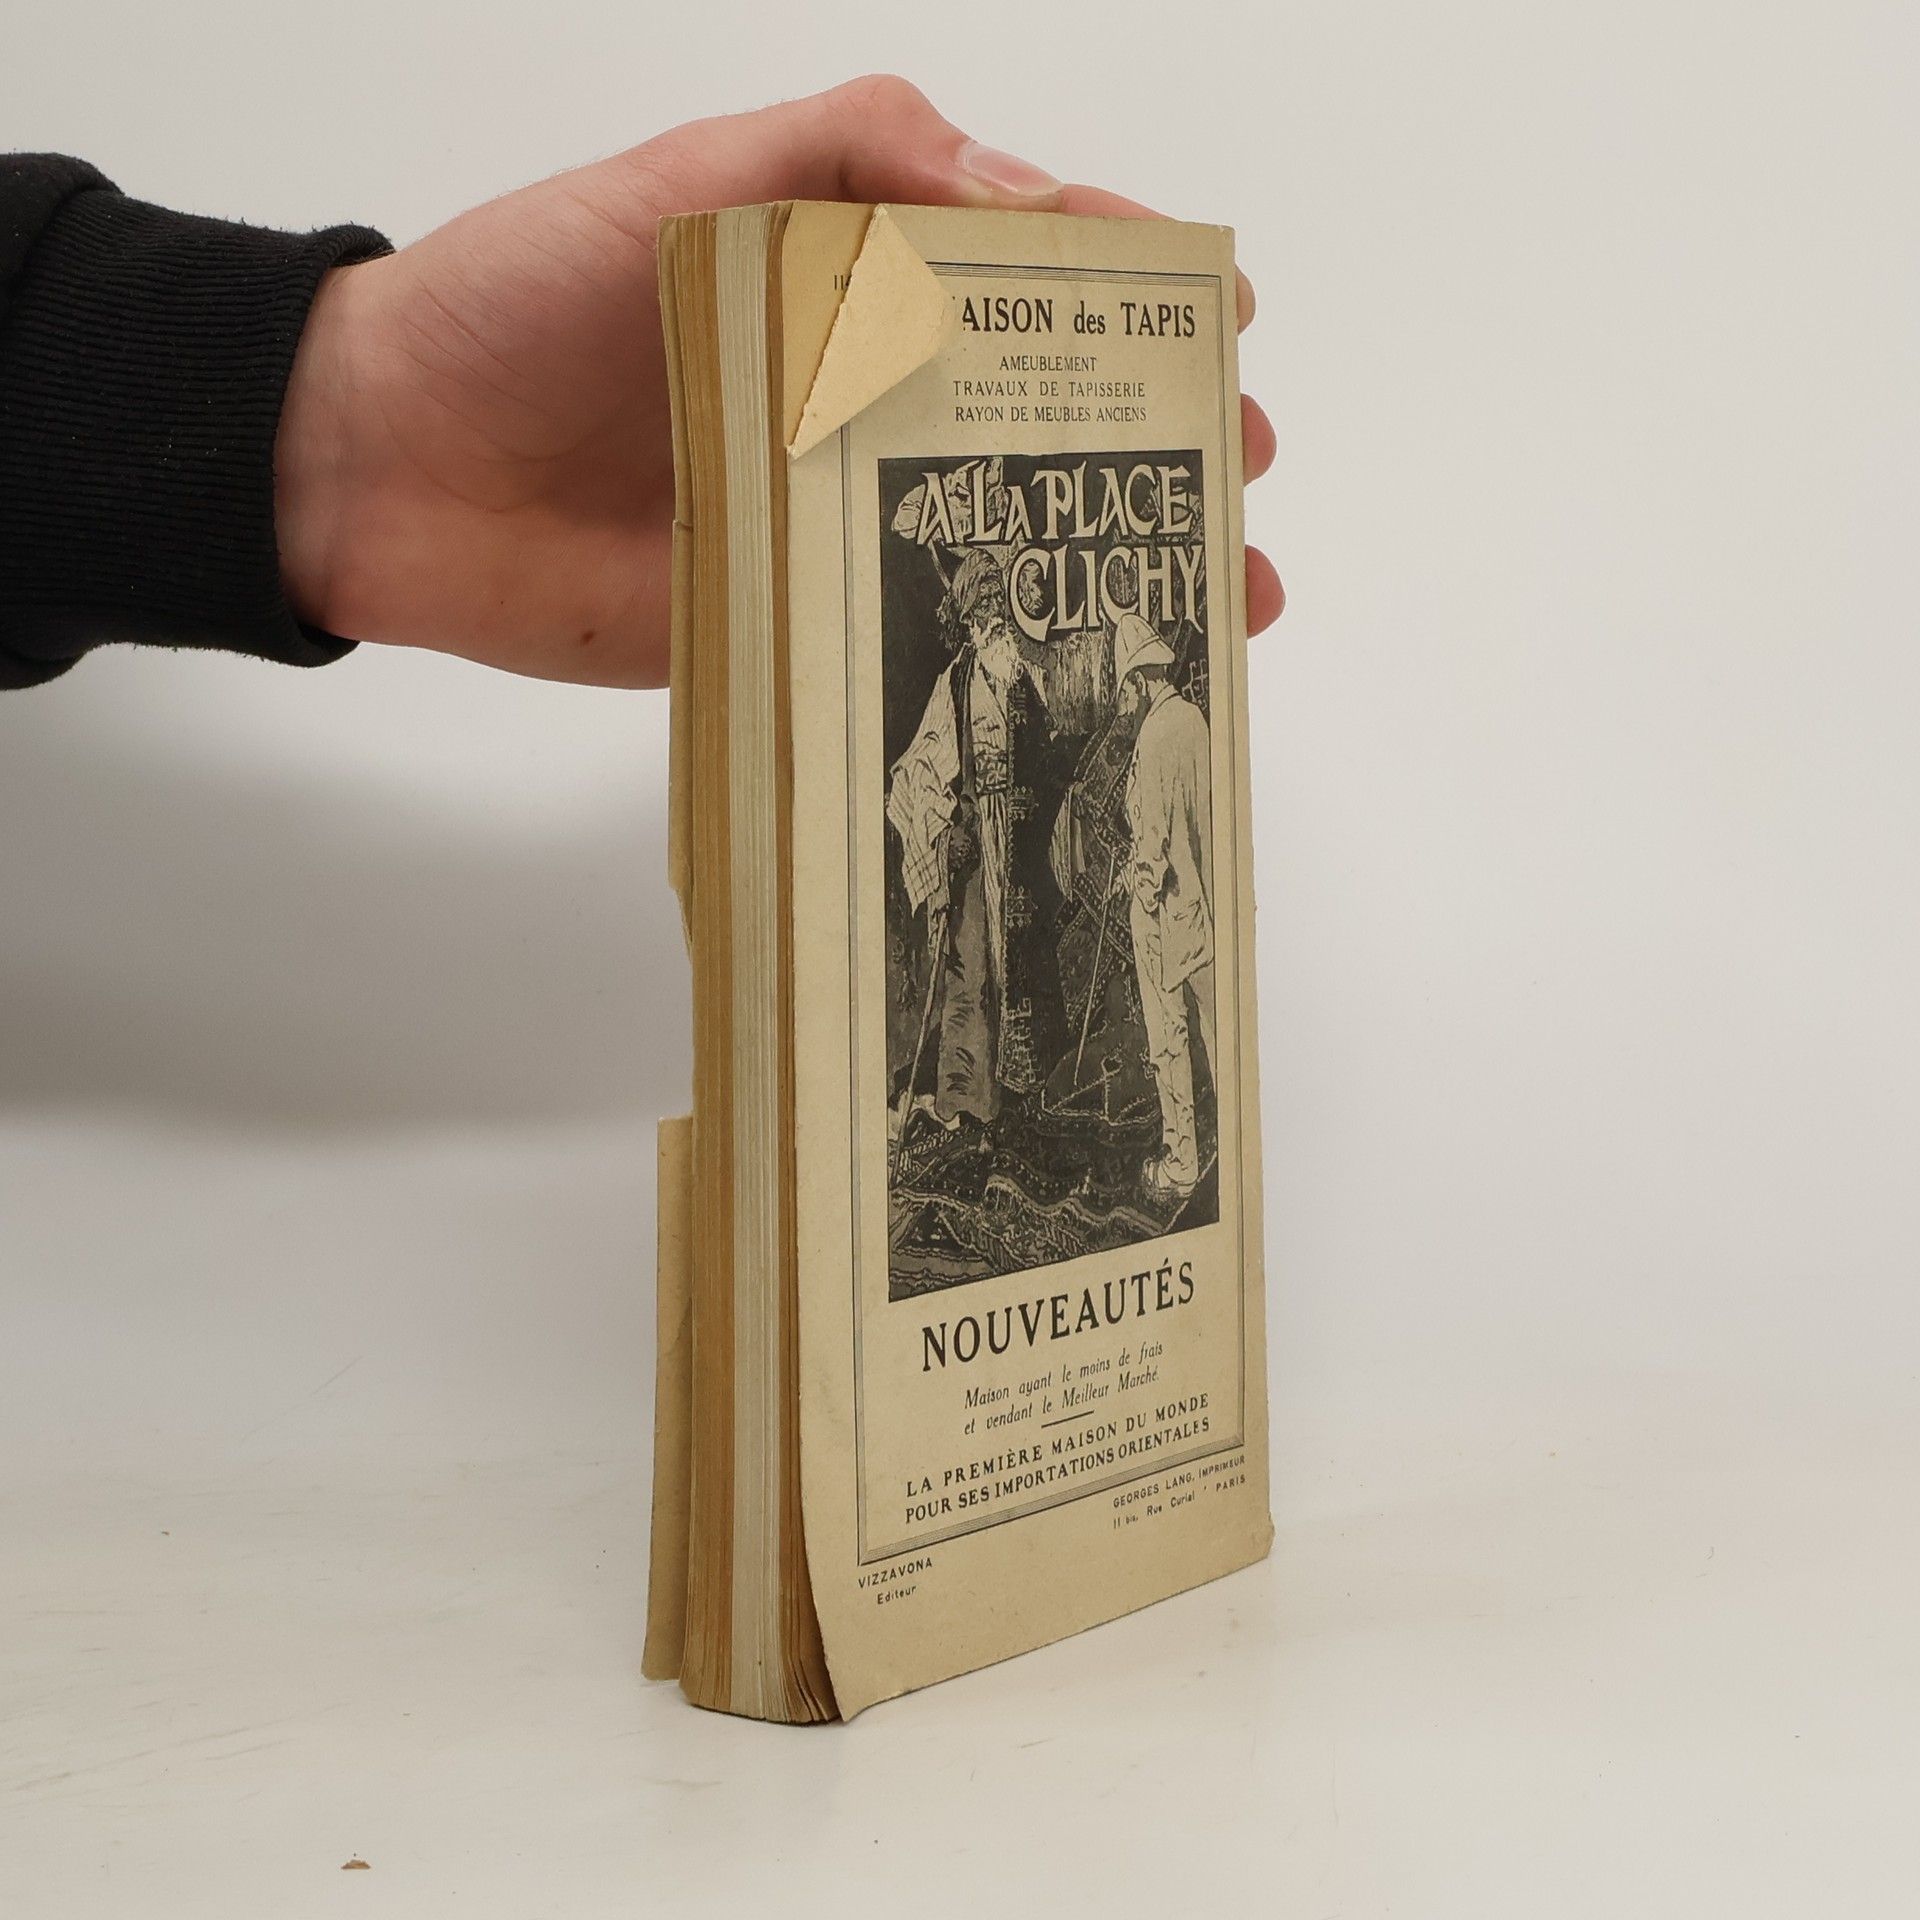 des TAPIS
AMEUBLEMENT
TRAVAUX DE TAPISSERIE
RAYON DE MEUBLES ANCIENS
A LA PLACE
CLICHY
NOUVEAUTÉS
Maison ayant le moins de frais
et vendant le Meilleur Marché.
LA PREMIÈRE MAISON DU MONDE
POUR SES IMPORTATIONS ORIENTALES
GEORGES LANG, IMPRIMEUR
11 bis, Rue Curial ' PARIS
VIZZAVONA
Editeur